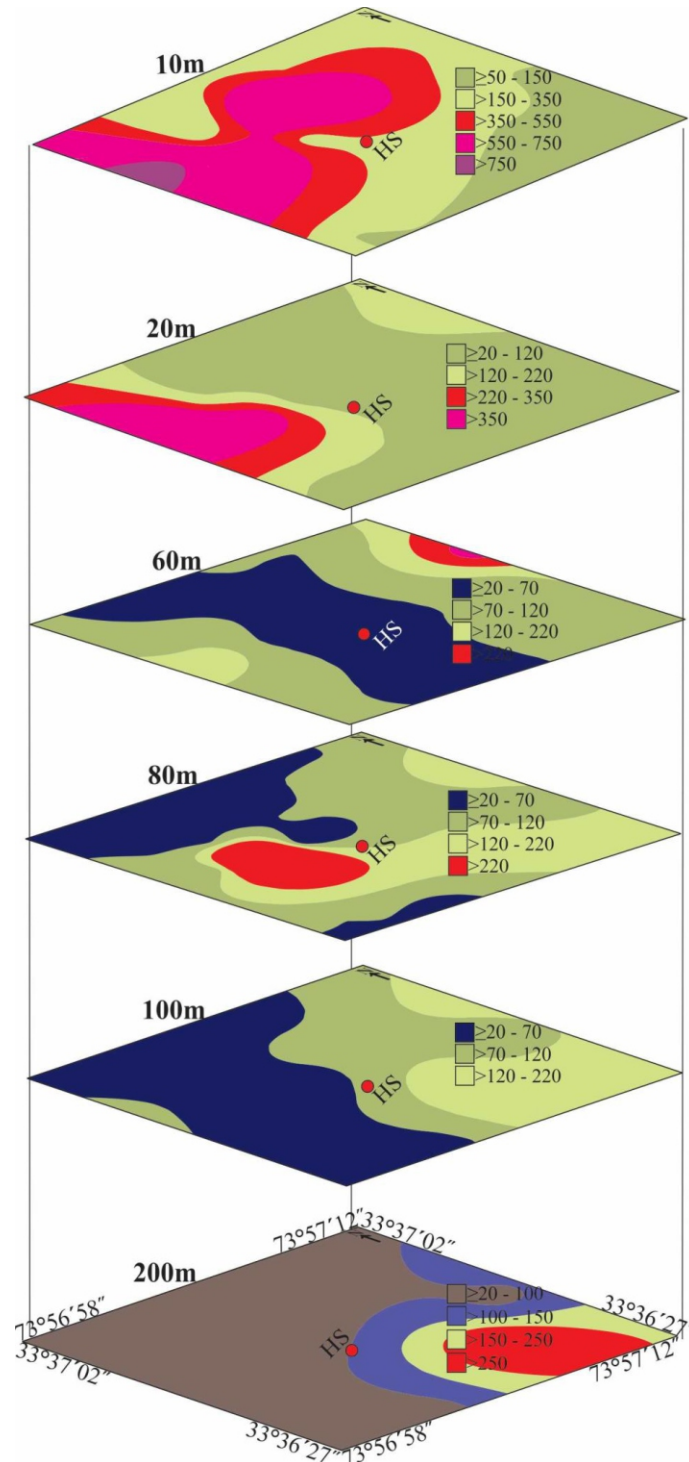 10m
≥50 - 150
>150 - 350
>350 - 550
>550 - 750
>750
HS
20m
≥20 - 120
>120 - 220
>220 - 350
>350
HS
60m
≥20 - 70
>70 - 120
>120 - 220
HS
80m
≥20 - 70
>70 - 120
>120 - 220
>220
HS
100m
≥20 - 70
>70 - 120
>120 - 220
HS
73°57´12˝ 33°37´02˝
200m
≥20 - 100
>100 - 150
>150 - 250
>250
HS
73°56´58˝
33°37´02˝
33°36´27˝
73°57´12˝
33°36´27˝
73°56´58˝